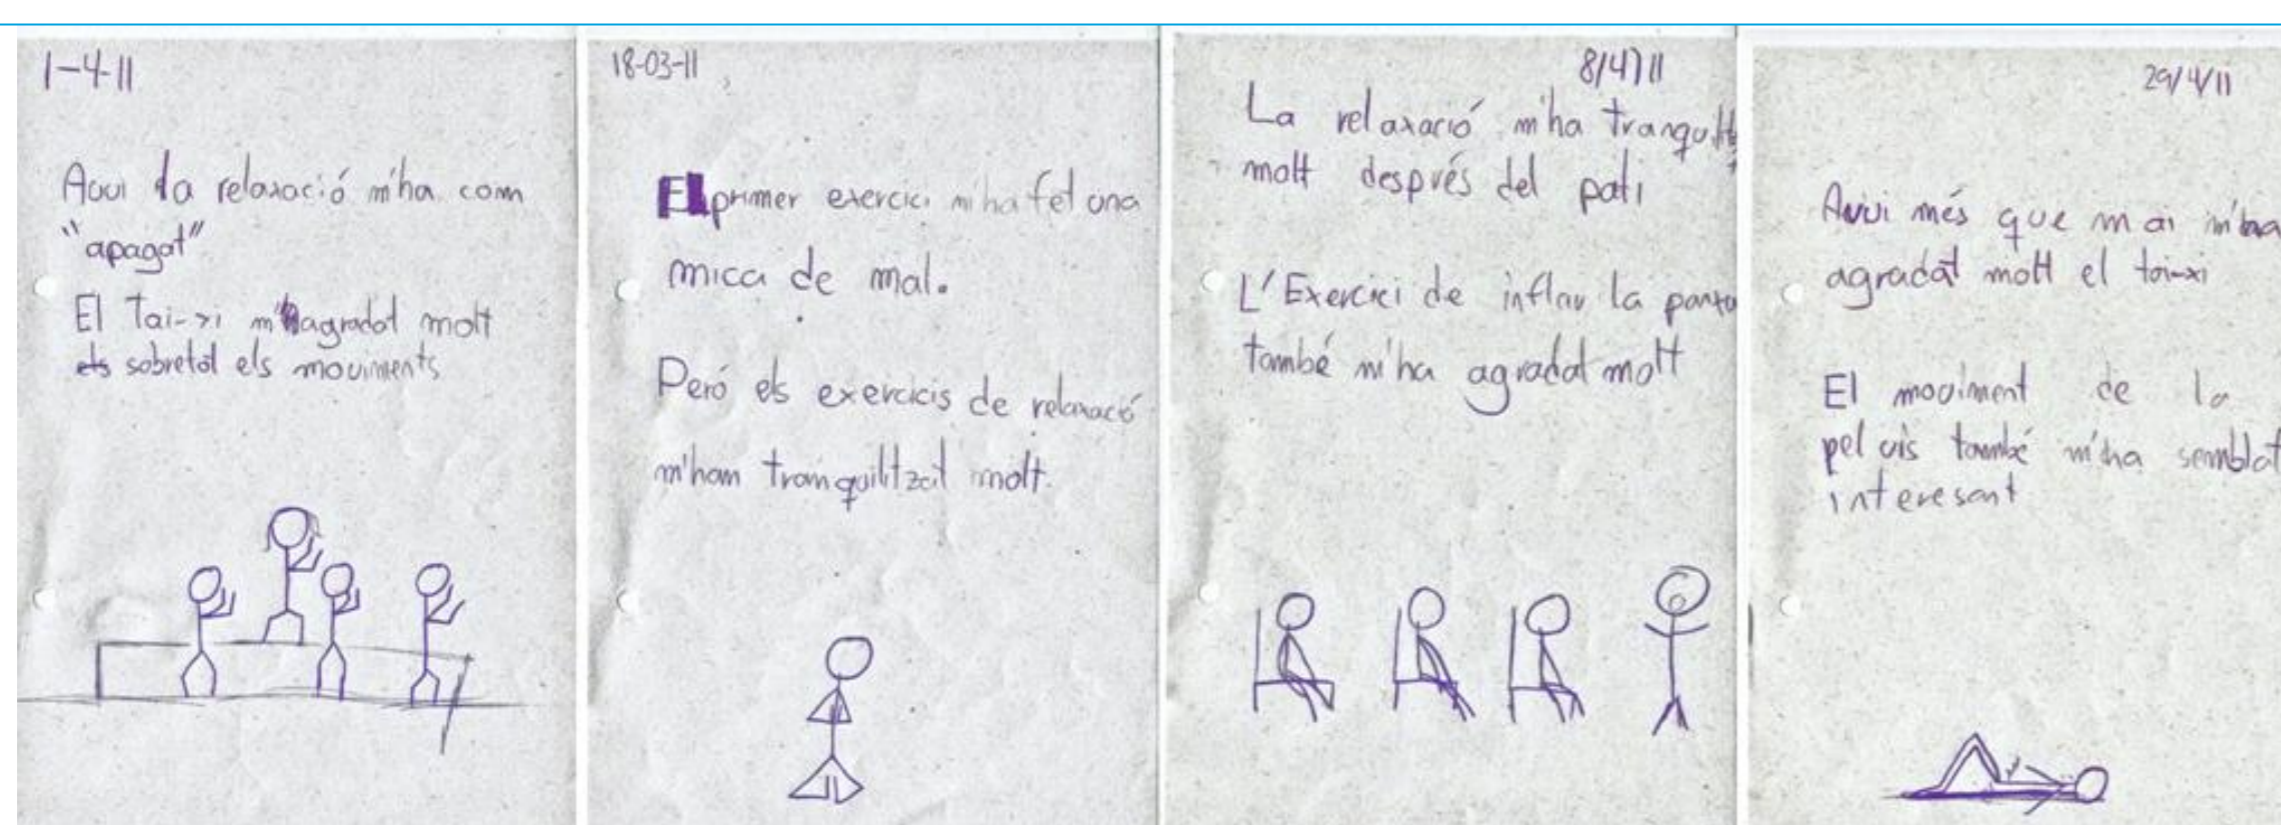 1-4-11
Avui la relaxació m'ha com
"apagat"
El Tai-xi m'ha agradat molt
els sobretot els moviments
18-03-11
El primer exercici m'ha fet una
mica de mal.
Peró els exercicis de relaxació
m'han tranquilitzat molt.
8/4/11
La relaxació m'ha
molt després del pati
L'Exercici de inflar la
també m'ha agradat molt
29/4/11
Avui més que mai m'ha
agradat molt el tai-xi
El moviment de la
pelvis també m'ha semblat
interesant